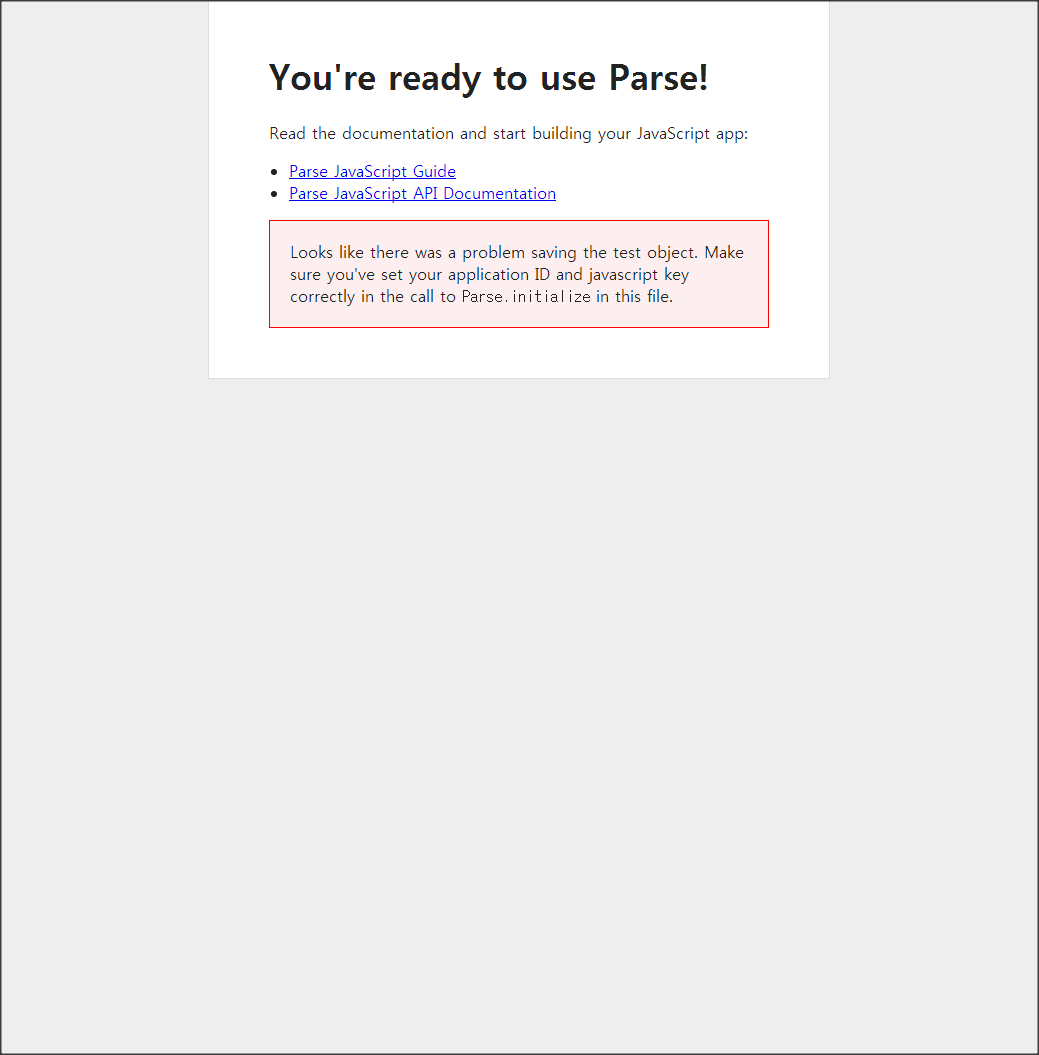 You're ready to use Parse!
Read the documentation and start building your JavaScript app:
Parse JavaScript Guide
Parse JavaScript API Documentation
Looks like there was a problem saving the test object. Make
sure you've set your application ID and javascript key
correctly in the call to Parse.initialize in this file.